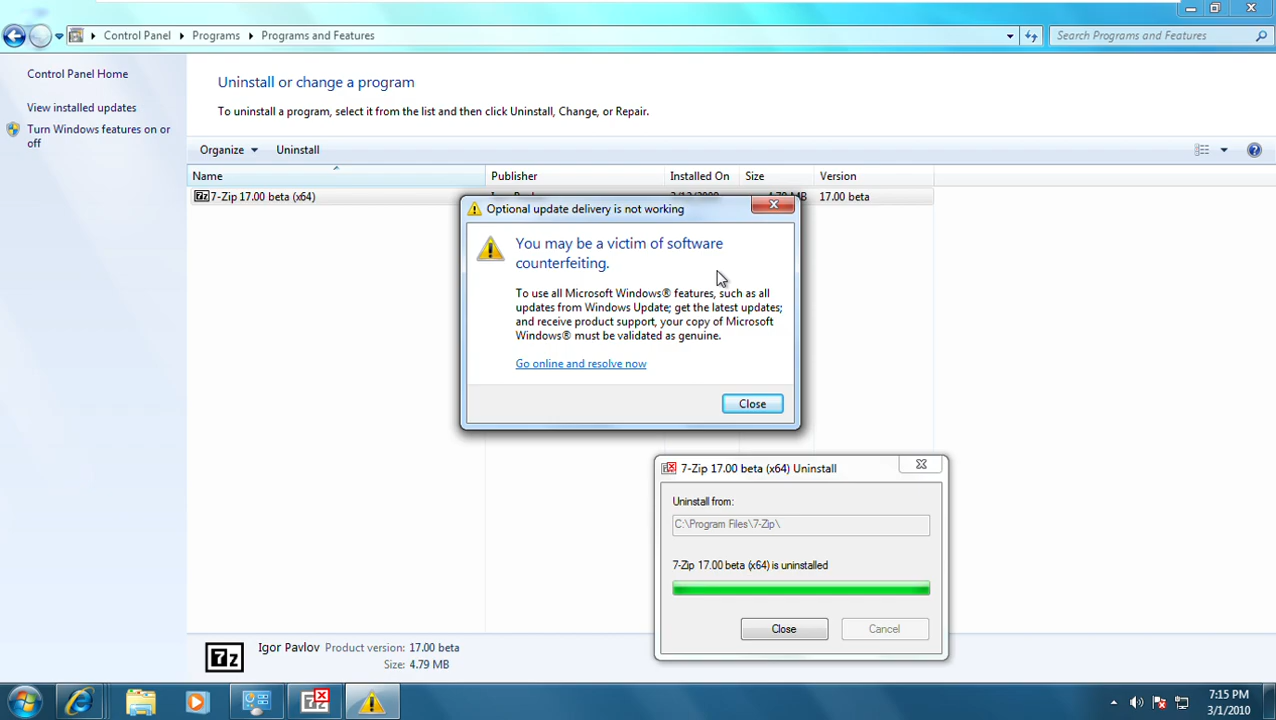 Control Panel Programs Programs and Features Search Programs and Features
Control Panel Home
View installed updates
Turn Windows features on or
off
Uninstall or change a program
To uninstall a program, select it from the list and then click Uninstall, Change, or Repair.
Organize Uninstall
Name Publisher Installed On Size Version
7z 7-Zip 17.00 beta (x64) MB 17.00 beta
Optional update delivery is not working
You may be a victim of software
counterfeiting.
To use all Microsoft Windows® features, such as all
updates from Windows Update; get the latest updates;
and receive product support, your copy of Microsoft
Windows® must be validated as genuine.
Go online and resolve now
Close
7-Zip 17.00 beta (x64) Uninstall
Uninstall from:
C:\Program Files\7-Zip\
7-Zip 17.00 beta (x64) is uninstalled
Close Cancel
7z
Igor Pavlov Product version: 17.00 beta
Size: 4.79 MB
7:15 PM
3/1/2010